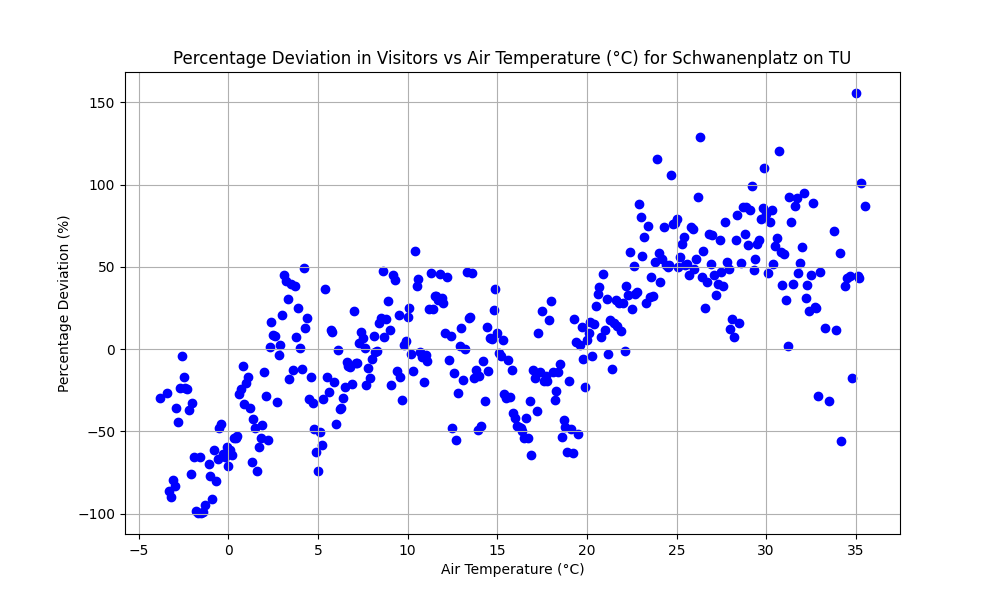 Percentage Deviation in Visitors vs Air Temperature (°C) for Schwanenplatz on TU
Percentage Deviation (%)
150
100
50
0
−50
−100
−5 0 5 10 15 20 25 30 35
Air Temperature (°C)